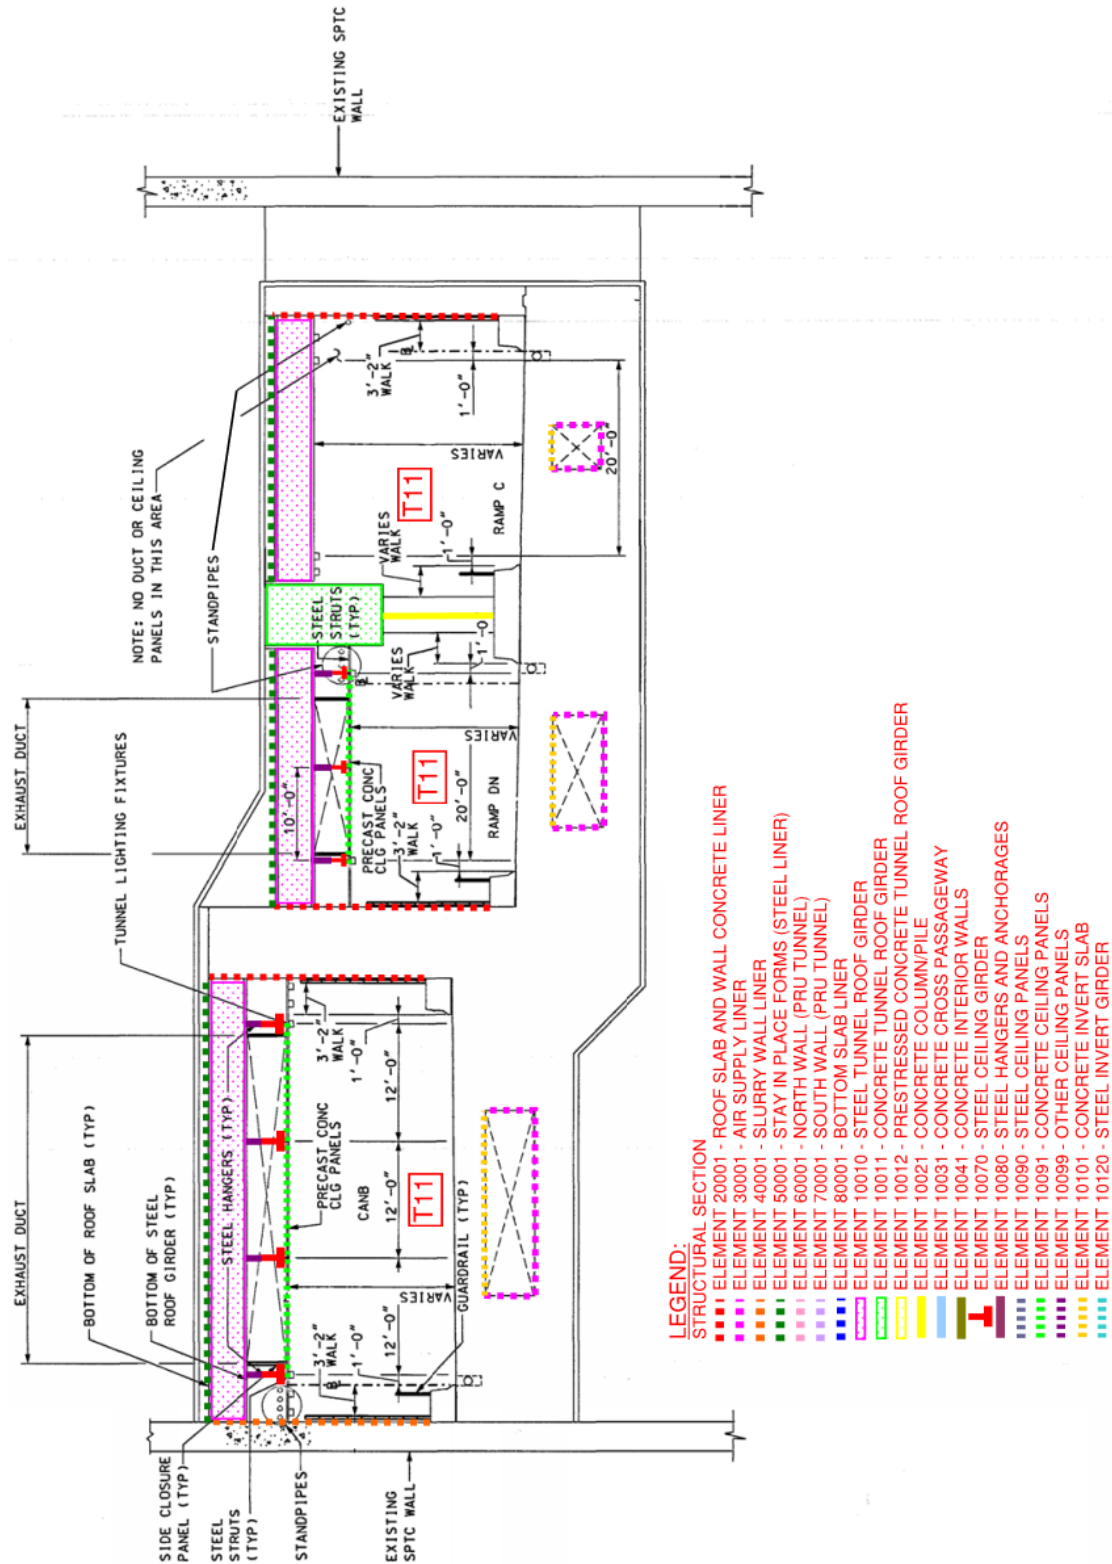 EXHAUST DUCT
BOTTOM OF ROOF SLAB (TYP)
BOTTOM OF STEEL
ROOF GIRDER (TYP)
SIDE CLOSURE
PANEL (TYP)
STEEL
STRUTS
(TYP)
STANDPIPES
EXISTING
SPTC WALL
STEEL HANGERS (TYP)
PRECAST CONC
CLG PANELS
CANB
T11
VARIES
GUARDRAIL (TYP)
3'-2"
WALK
1'-0"
12'-0"
12'-0"
12'-0"
1'-0"
3'-2"
WALK
B
TUNNEL LIGHTING FIXTURES
EXHAUST DUCT
10'-0"
PRECAST CONC
CLG PANELS
3'-2"
WALK
1'-0"
20'-0"
T11
RAMP DN
VARIES
VARIES
WALK
1'-0
STEEL
STRUTS
(TYP)
STANDPIPES
NOTE: NO DUCT OR CEILING
PANELS IN THIS AREA
VARIES
WALK
1'-0"
T11
RAMP C
VARIES
3'-2"
WALK
1'-0"
20'-0"
EXISTING SPTC
WALL
LEGEND:
STRUCTURAL SECTION
ELEMENT 20001 - ROOF SLAB AND WALL CONCRETE LINER
ELEMENT 30001 - AIR SUPPLY LINER
ELEMENT 40001 - SLURRY WALL LINER
ELEMENT 50001 - STAY IN PLACE FORMS (STEEL LINER)
ELEMENT 60001 - NORTH WALL (PRU TUNNEL)
ELEMENT 70001 - SOUTH WALL (PRU TUNNEL)
ELEMENT 80001 - BOTTOM SLAB LINER
ELEMENT 10010 - STEEL TUNNEL ROOF GIRDER
ELEMENT 10011 - CONCRETE TUNNEL ROOF GIRDER
ELEMENT 10012 - PRESTRESSED CONCRETE TUNNEL ROOF GIRDER
ELEMENT 10021 - CONCRETE COLUMN/PILE
ELEMENT 10031 - CONCRETE CROSS PASSAGEWAY
ELEMENT 10041 - CONCRETE INTERIOR WALLS
ELEMENT 10070 - STEEL CEILING GIRDER
ELEMENT 10080 - STEEL HANGERS AND ANCHORAGES
ELEMENT 10090 - STEEL CEILING PANELS
ELEMENT 10091 - CONCRETE CEILING PANELS
ELEMENT 10099 - OTHER CEILING PANELS
ELEMENT 10101 - CONCRETE INVERT SLAB
ELEMENT 10120 - STEEL INVERT GIRDER